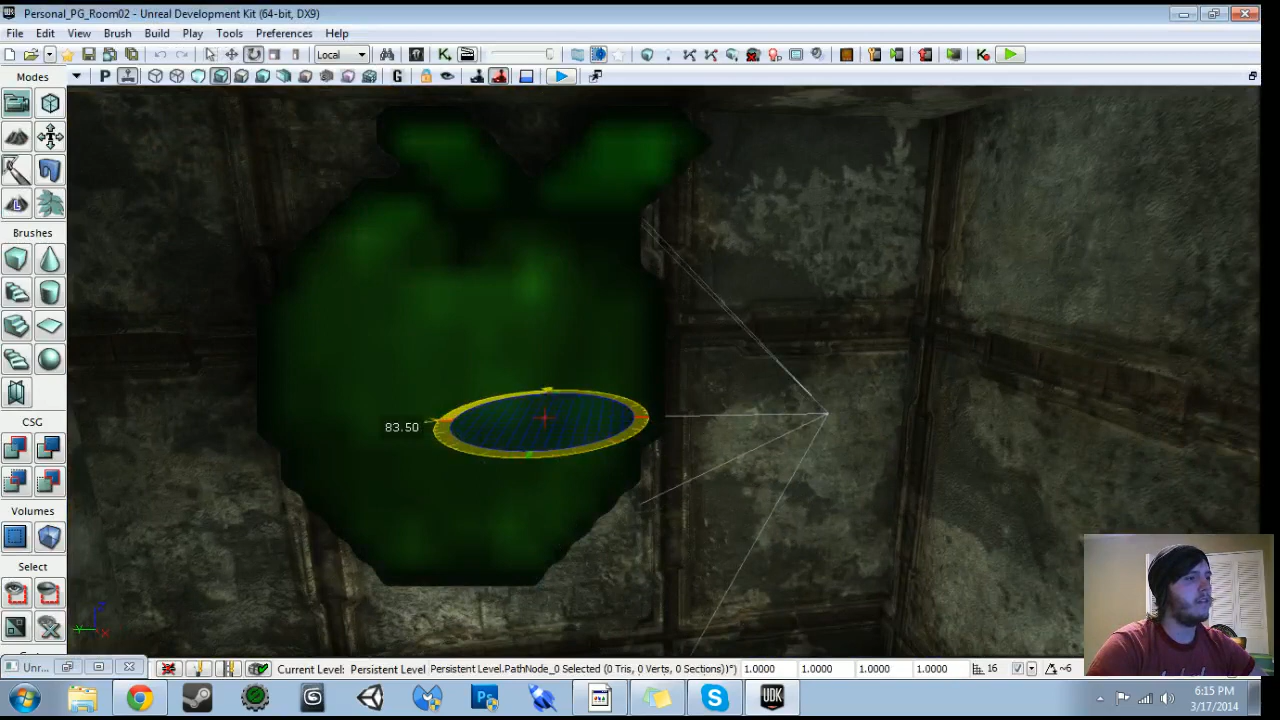 Personal_PG_Room02 - Unreal Development Kit (64-bit, DX9)
File Edit View Brush Build Play Tools Preferences Help
Local
Modes
P
G
Brushes
83.50
CSG
Volumes
Select
Unr...
Current Level: Persistent Level Persistent Level.PathNode_0 Selected (0 Tris, 0 Verts, 0 Sections))*) 1.0000 1.0000 1.0000 1.0000 16
UDK
6:15 PM
3/17/2014